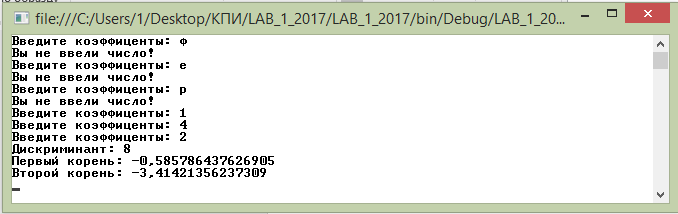 file:///C:/Users/1/Desktop/КПИ/LAB_1_2017/LAB_1_2017/bin/Debug/LAB_1_20...
Введите коэффиценты: ф
Вы не ввели число!
Введите коэффиценты: е
Вы не ввели число!
Введите коэффиценты: р
Вы не ввели число!
Введите коэффиценты: 1
Введите коэффиценты: 4
Введите коэффиценты: 2
Дискриминант: 8
Первый корень: -0,585786437626905
Второй корень: -3,41421356237309